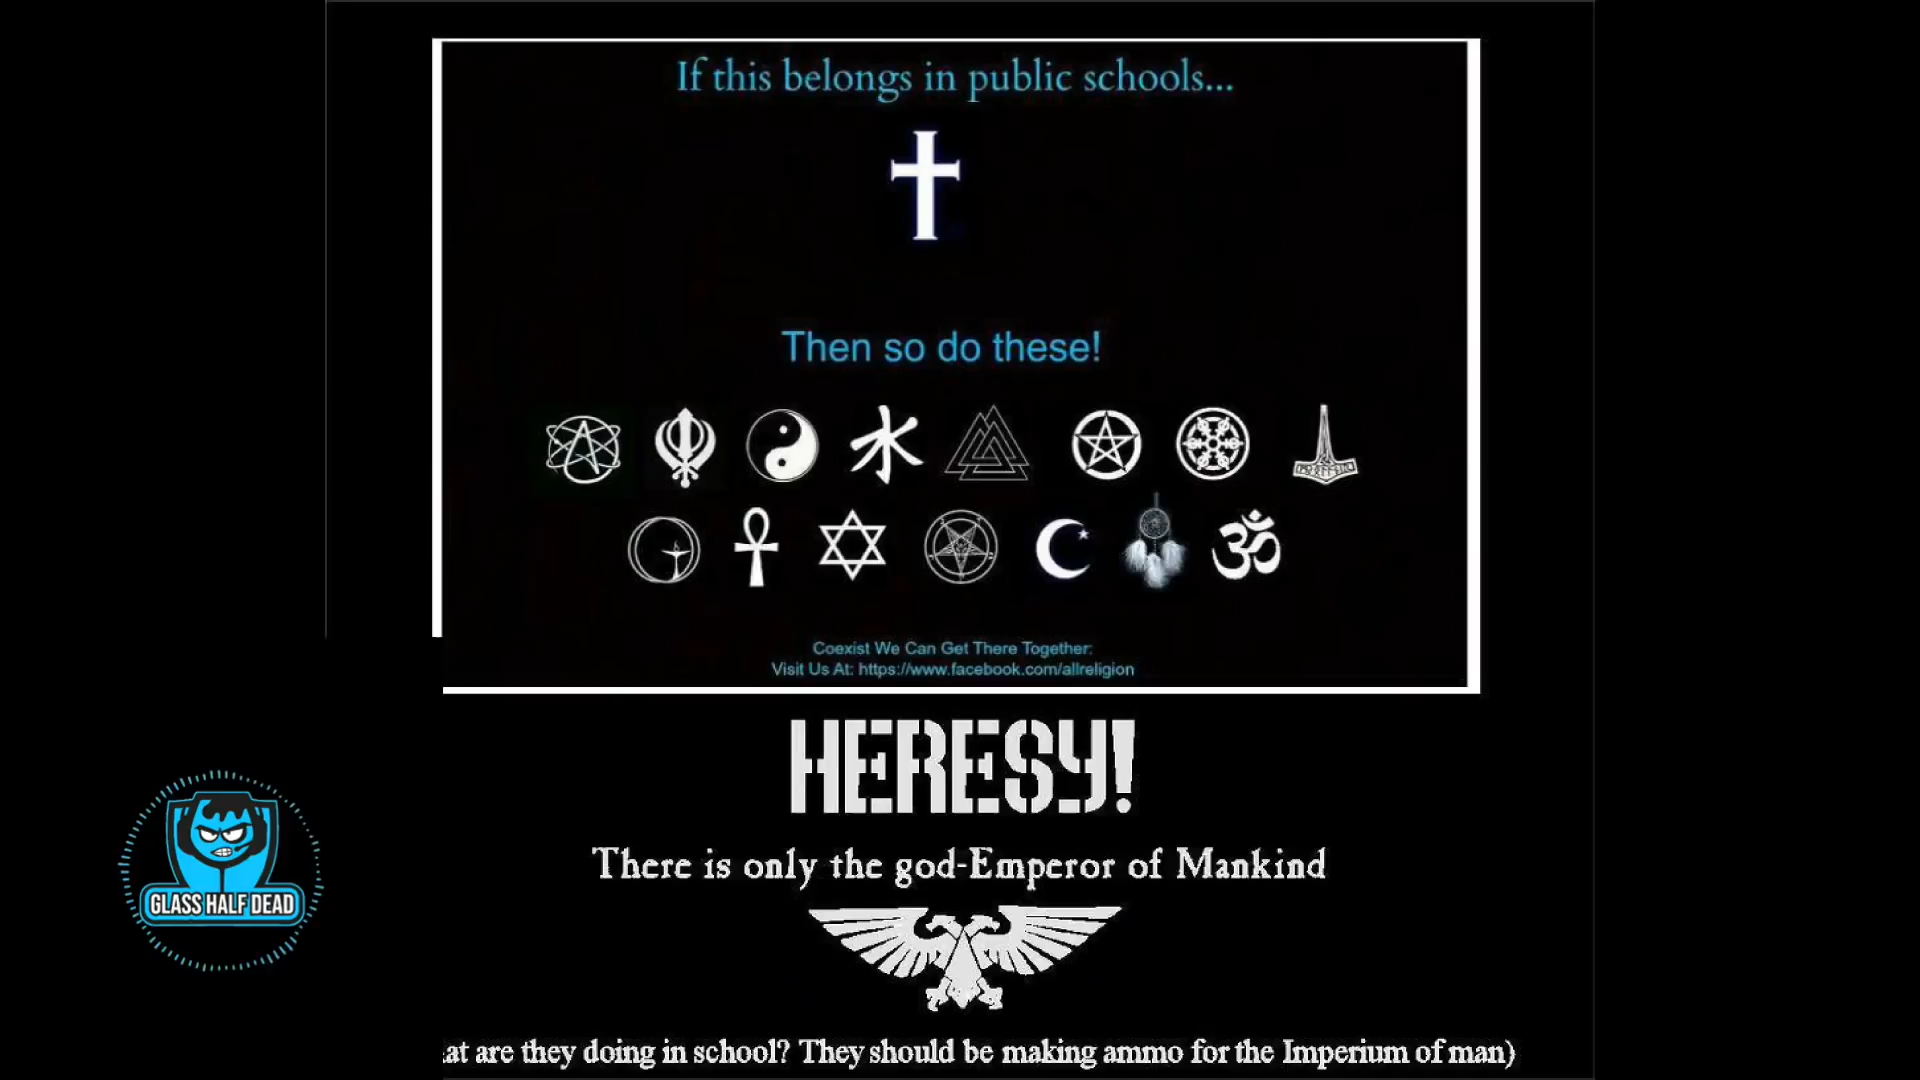 If this belongs in public schools...
Then so do these!
Coexist We Can Get There Together:
Visit Us At: https://www.facebook.com/allreligion
HERESY!
There is only the god-Emperor of Mankind
GLASS HALF DEAD
are they doing in school? They should be making ammo for the Imperium of man)